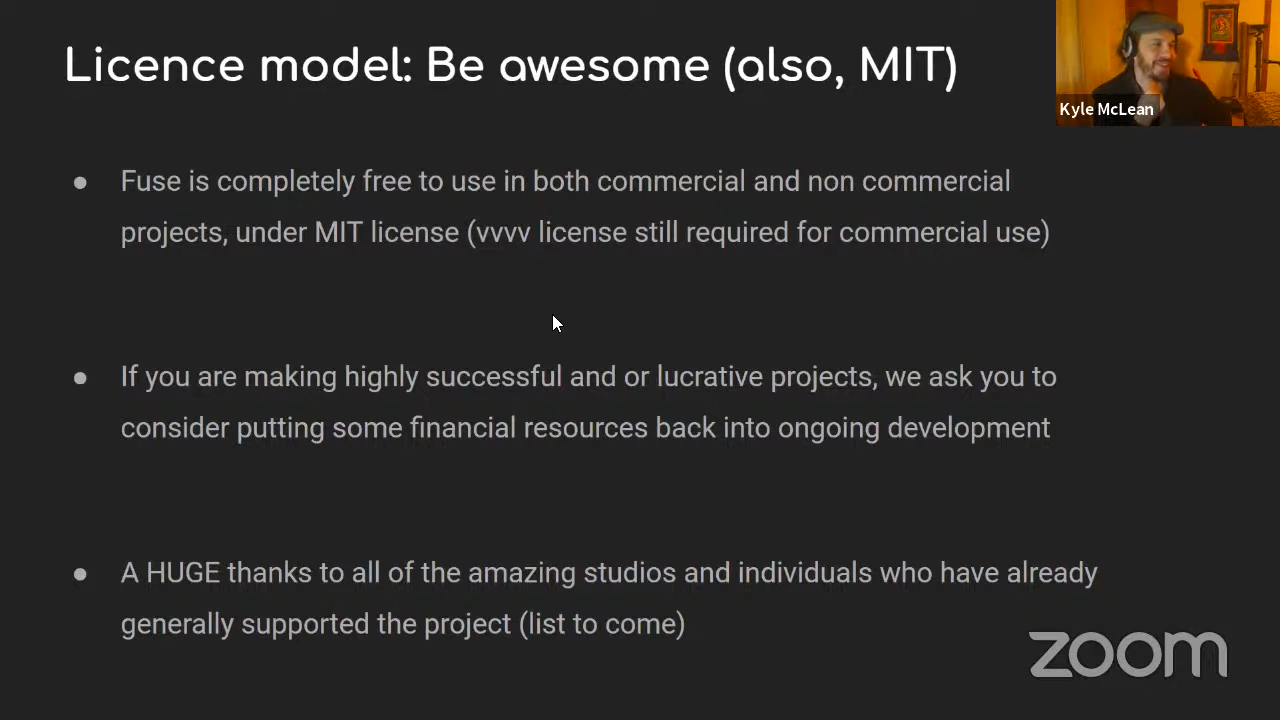 Licence model: Be awesome (also, MIT)
Kyle McLean
● Fuse is completely free to use in both commercial and non commercial
projects, under MIT license (vvvv license still required for commercial use)
● If you are making highly successful and or lucrative projects, we ask you to
consider putting some financial resources back into ongoing development
● A HUGE thanks to all of the amazing studios and individuals who have already
generally supported the project (list to come)
zoom